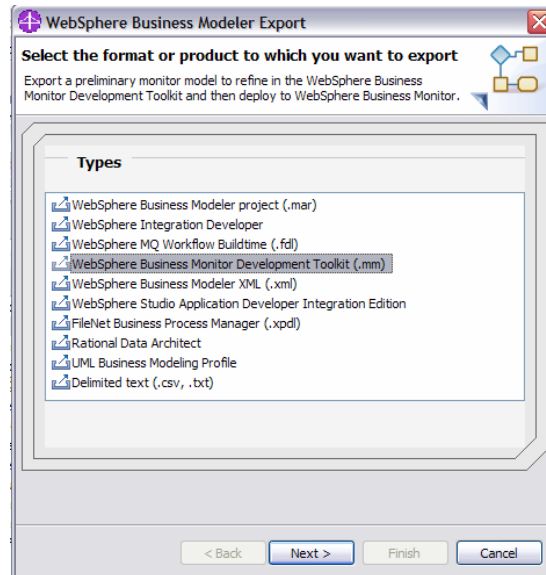 WebSphere Business Modeler Export
Select the format or product to which you want to export
Export a preliminary monitor model to refine in the WebSphere Business
Monitor Development Toolkit and then deploy to WebSphere Business Monitor.
Types
WebSphere Business Modeler project (.mar)
WebSphere Integration Developer
WebSphere MQ Workflow Buildtime (.fdl)
WebSphere Business Monitor Development Toolkit (.mm)
WebSphere Business Modeler XML (.xml)
WebSphere Studio Application Developer Integration Edition
FileNet Business Process Manager (.xpdl)
Rational Data Architect
UML Business Modeling Profile
Delimited text (.csv, .txt)
< Back Next > Finish Cancel